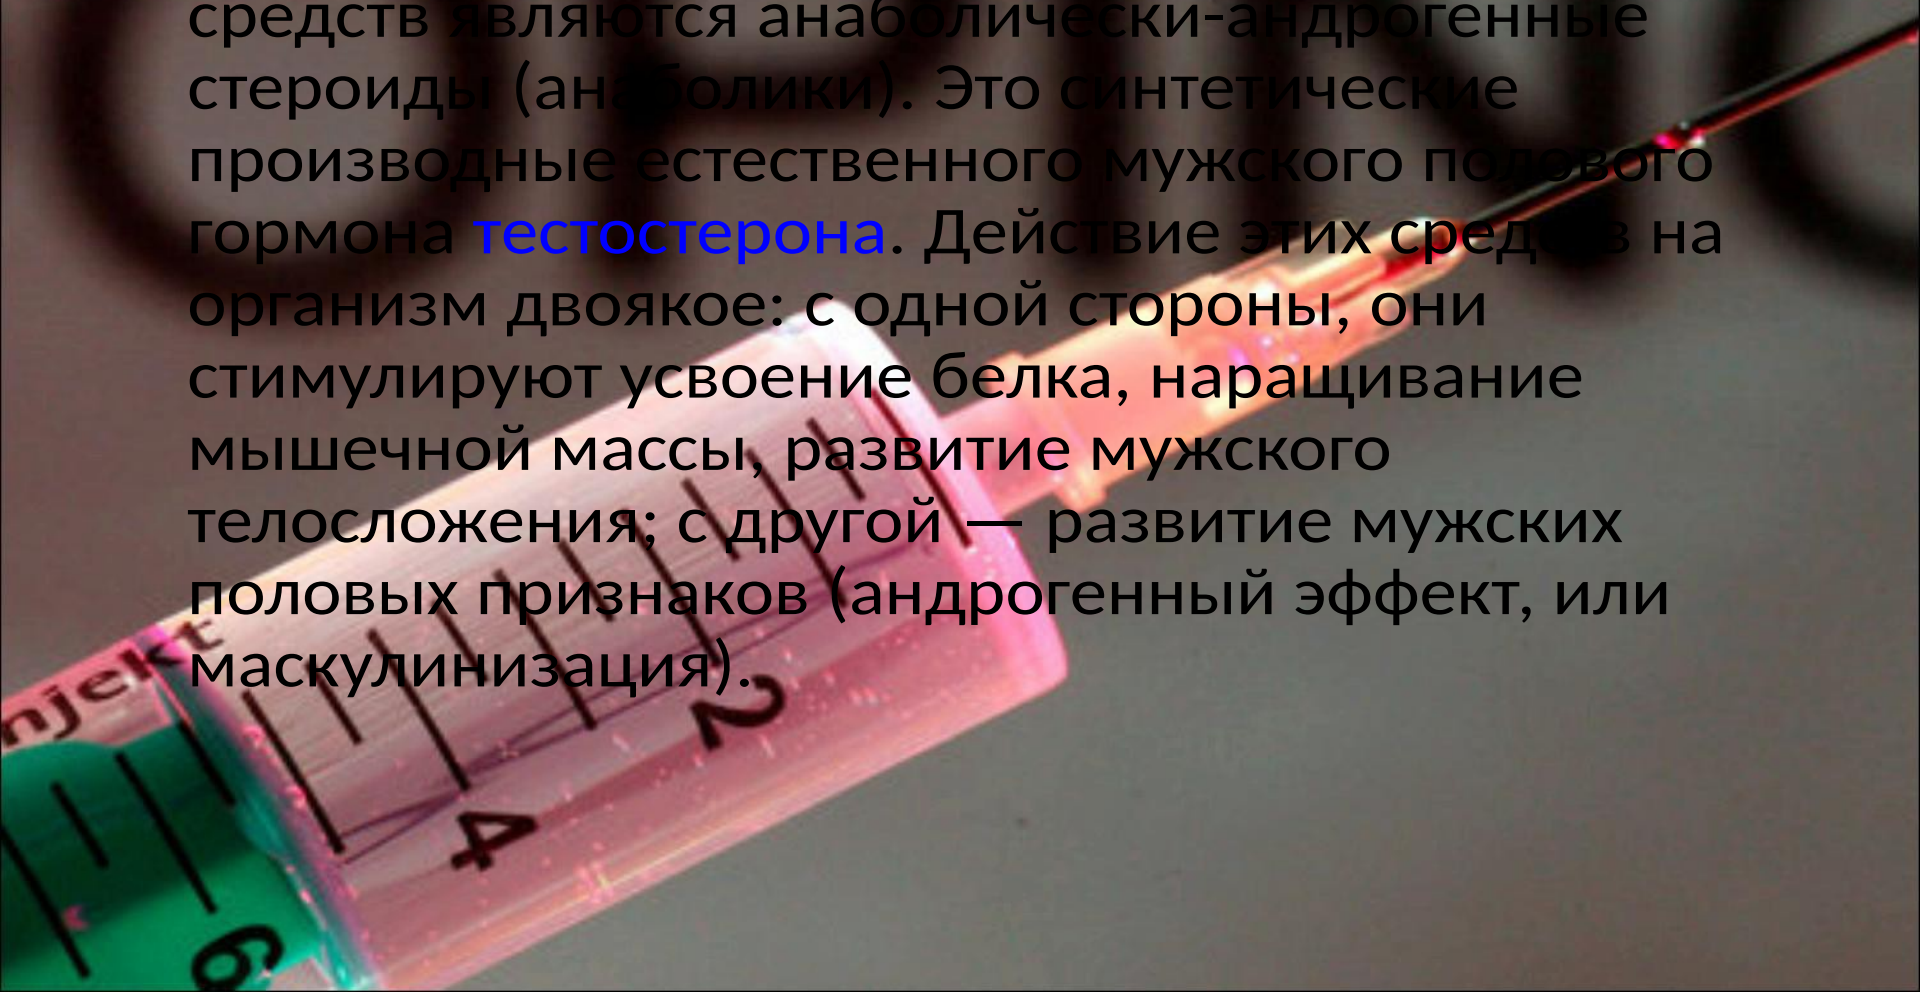 средств являются анаболически-андрогенные
стероиды (анаболики). Это синтетические
производные естественного мужского полового
гормона тестостерона. Действие этих средств на
организм двоякое: с одной стороны, они
стимулируют усвоение белка, наращивание
мышечной массы, развитие мужского
телосложения; с другой — развитие мужских
половых признаков (андрогенный эффект, или
маскулинизация).
njekt
2
4
6